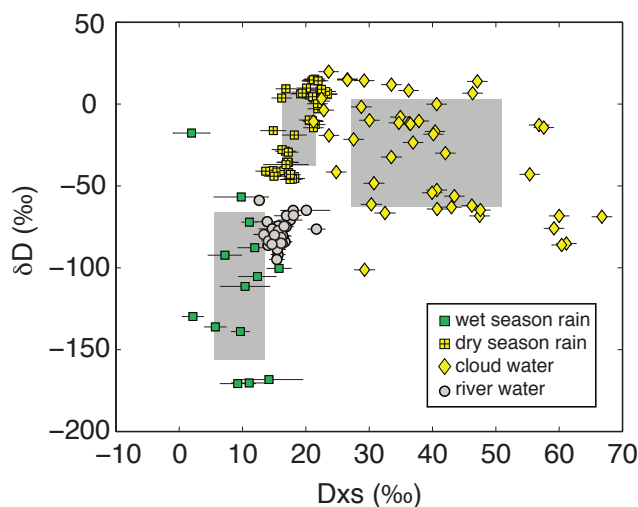 50
0
−50
−100
−150
−200
δD (‰)
wet season rain
dry season rain
cloud water
river water
−10 0 10 20 30 40 50 60 70
Dxs (‰)